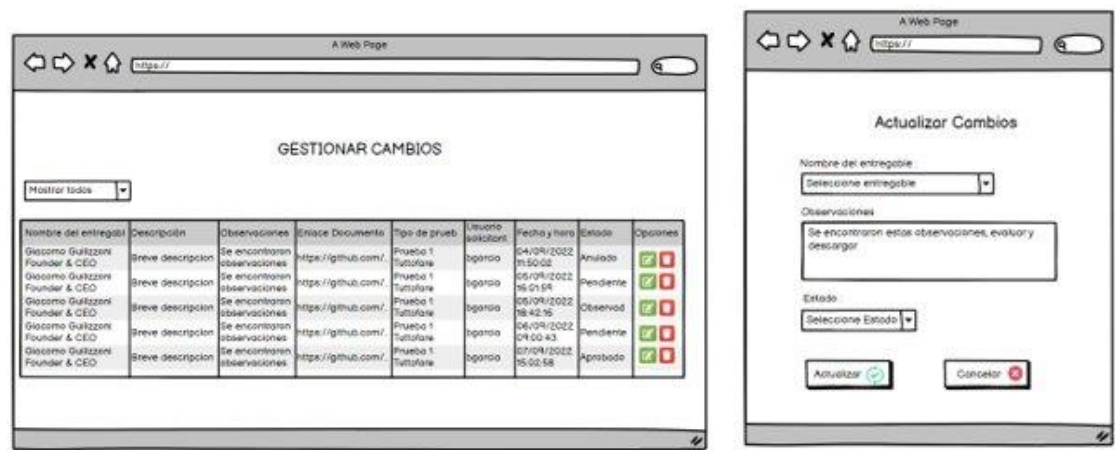 A Web Page
https://
GESTIONAR CAMBIOS
Mostrar todos
Nombre del entregabl Descripción Observaciones Enlace Documento Tipo de prueb Usuario solicitant Fecha y hora Estado Opciones
Giacomo Guilizzoni Founder & CEO Breve descripcion Se encontraron observaciones https://github.com/. Prueba 1 Tuttofare bgarcia 04/09/2022 11:50:02 Anulado
Giacomo Guilizzoni Founder & CEO Breve descripcion Se encontraron observaciones https://github.com/. Prueba 1 Tuttofare bgarcia 05/09/2022 16:01:59 Pendiente
Giacomo Guilizzoni Founder & CEO Breve descripcion Se encontraron observaciones https://github.com/. Prueba 1 Tuttofare bgarcia 05/09/2022 18:42:16 Observad
Giacomo Guilizzoni Founder & CEO Breve descripcion Se encontraron observaciones https://github.com/. Prueba 1 Tuttofare bgarcia 06/09/2022 09:00:43 Pendiente
Giacomo Guilizzoni Founder & CEO Breve descripcion Se encontraron observaciones https://github.com/. Prueba 1 Tuttofare bgarcia 07/09/2022 15:02:58 Aprobado
A Web Page
https://
Actualizar Cambios
Nombre del entregable
Seleccione entregable
Observaciones
Se encontraron estas observaciones, evaluar y
descargar
Estado
Seleccione Estado
Actualizar
Cancelar